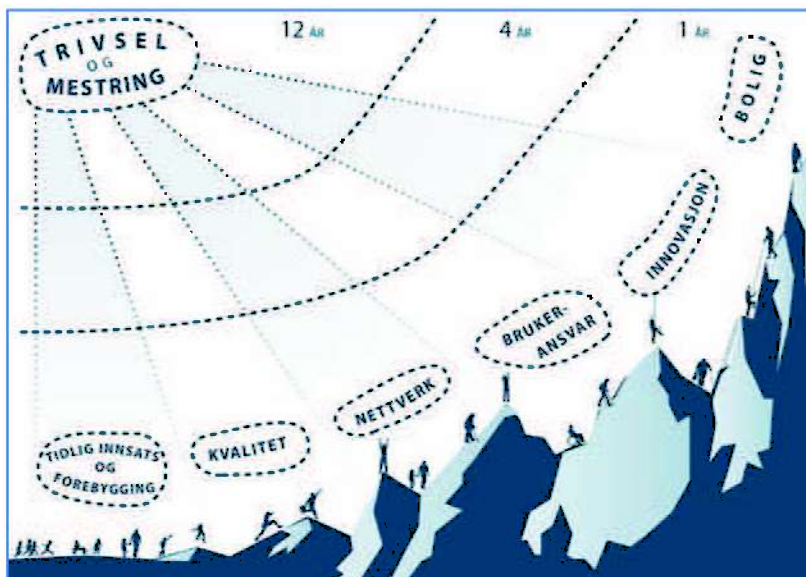 TRIVSEL
OG
MESTRING
12 ÅR
4 ÅR
1 ÅR
BOLIG
INNOVASJON
BRUKER-
ANSVAR
NETTVERK
KVALITET
TIDLIG INNSATS
OG
FOREBYGGING